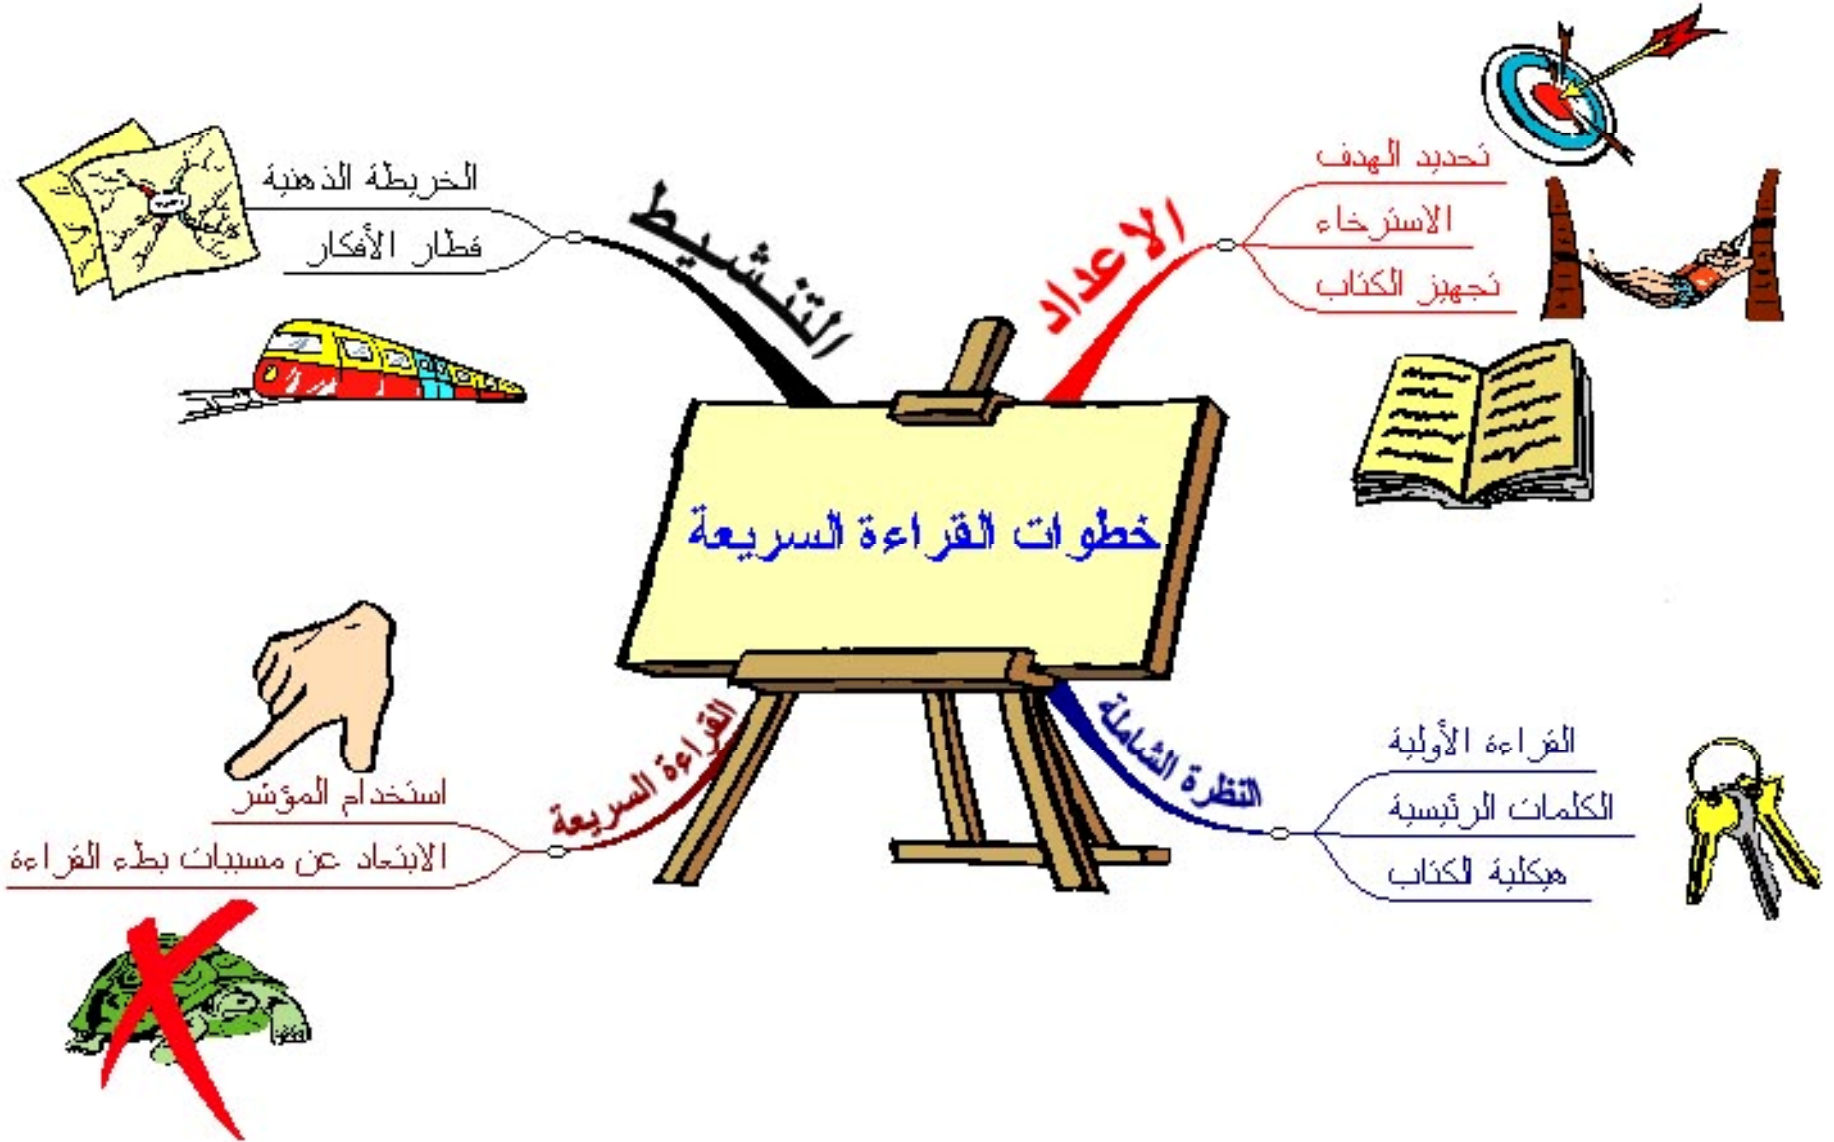 خطوات القراءة السريعة
الاعداد
تحديد الهدف
الاسترخاء
تجهيز الكتاب
النظرة الشاملة
القراءة الأولية
الكلمات الرئيسية
هيكلية الكتاب
القراءة السريعة
استخدام المؤشر
الابتعاد عن مسببات بطء القراءة
التنشيط
الخريطة الذهنية
قطار الأفكار